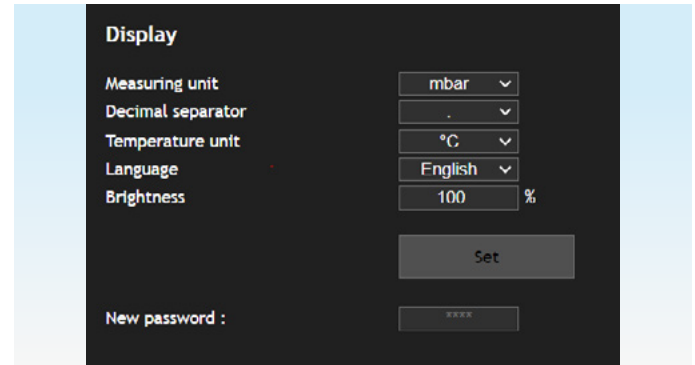 Display
Measuring unit mbar
Decimal separator .
Temperature unit °C
Language English
Brightness 100 %
Set
New password : ****